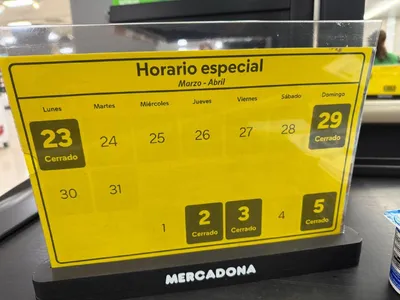 Horario especial
Marzo - Abril
Lunes Martes Miércoles Jueves Viernes Sábado Domingo
23 24 25 26 27 28 29
Cerrado Cerrado
30 31
1 2 3 4 5
Cerrado Cerrado Cerrado
MERCADONA